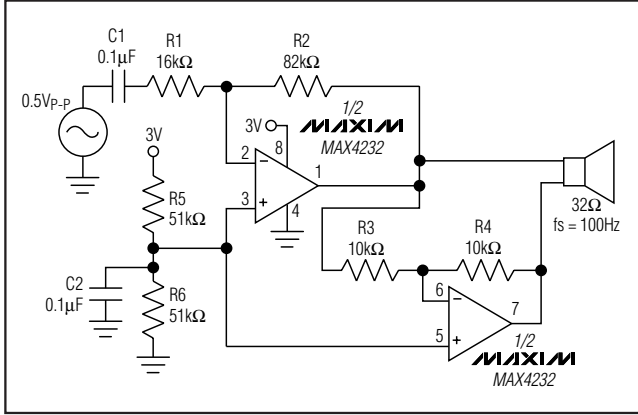 C1
0.1µF
R1
16kΩ
R2
82kΩ
0.5VP-P
1/2
MAXIM
MAX4232
3V
8
2
−
1
3
+
4
3V
R5
51kΩ
32Ω
fs = 100Hz
R3
10kΩ
R4
10kΩ
C2
0.1µF
R6
51kΩ
6
−
7
5
+
1/2
MAXIM
MAX4232